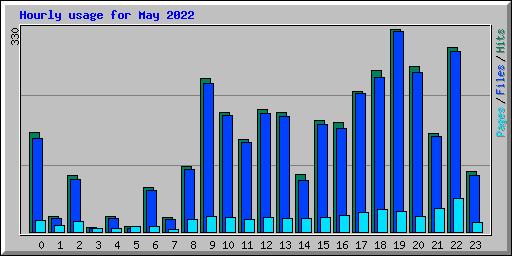 Hourly usage for May 2022
330
Pages/Files/Hits
0 1 2 3 4 5 6 7 8 9 10 11 12 13 14 15 16 17 18 19 20 21 22 23